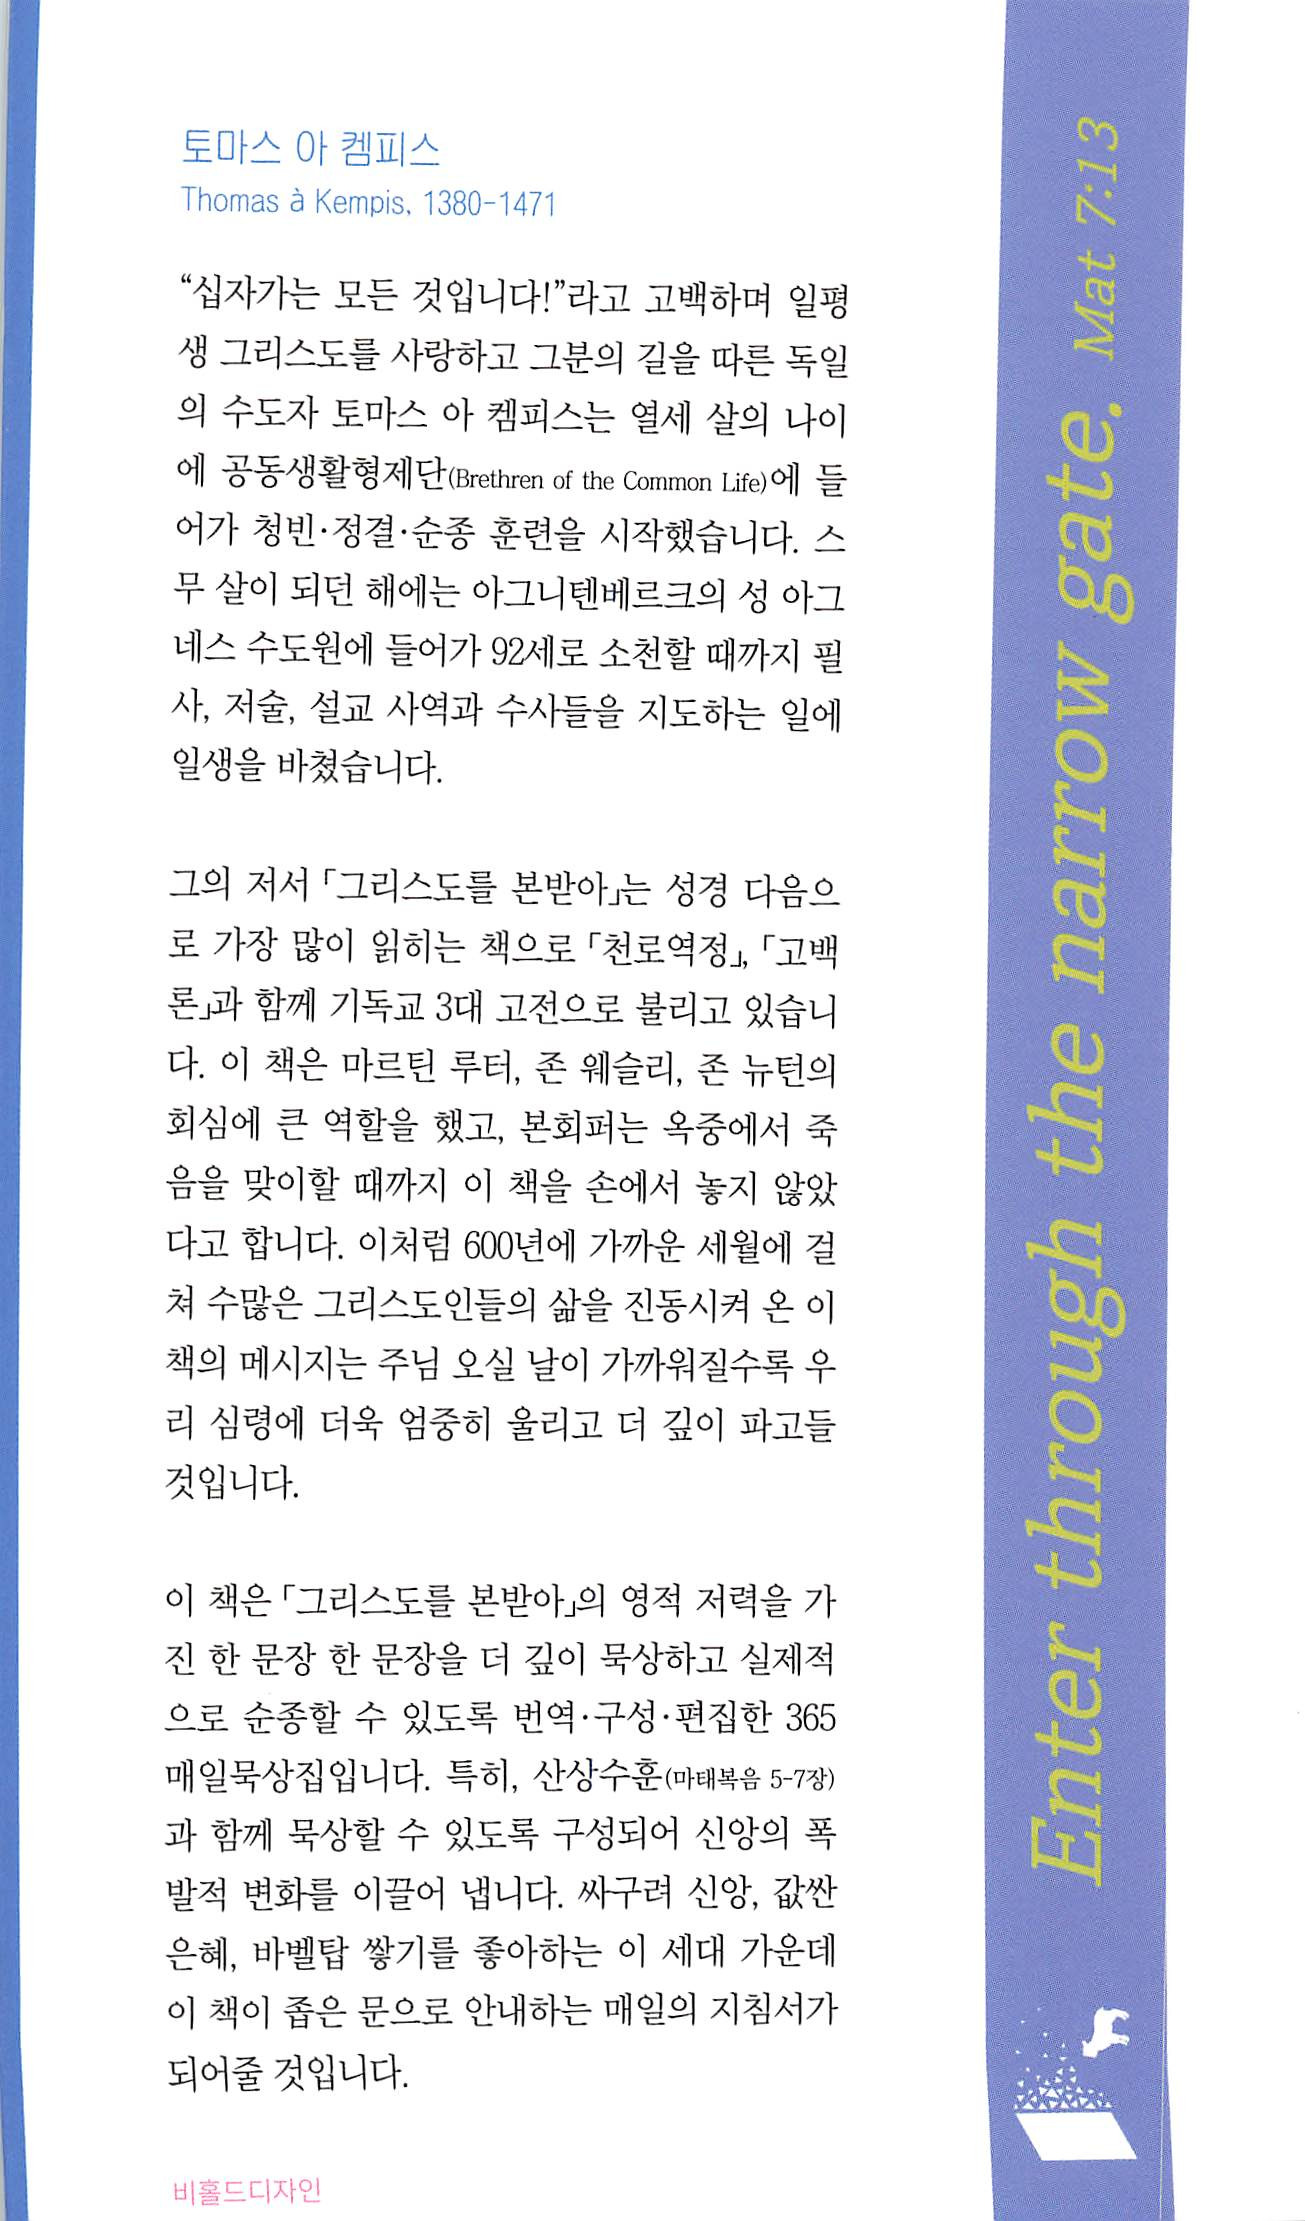 토마스 아 켐피스
Thomas à Kempis, 1380-1471
“십자가는 모든 것입니다!”라고 고백하며 일평
생 그리스도를 사랑하고 그분의 길을 따른 독일
의 수도자 토마스 아 켐피스는 열세 살의 나이
에 공동생활형제단(Brethren of the Common Life)에 들
어가 청빈·정결·순종 훈련을 시작했습니다. 스
무 살이 되던 해에는 아그니텐베르크의 성 아그
네스 수도원에 들어가 92세로 소천할 때까지 필
사, 저술, 설교 사역과 수사들을 지도하는 일에
일생을 바쳤습니다.
그의 저서 「그리스도를 본받아」는 성경 다음으
로 가장 많이 읽히는 책으로 「천로역정」, 「고백
론」과 함께 기독교 3대 고전으로 불리고 있습니
다. 이 책은 마르틴 루터, 존 웨슬리, 존 뉴턴의
회심에 큰 역할을 했고, 본회퍼는 옥중에서 죽
음을 맞이할 때까지 이 책을 손에서 놓지 않았
다고 합니다. 이처럼 600년에 가까운 세월에 걸
쳐 수많은 그리스도인들의 삶을 진동시켜 온 이
책의 메시지는 주님 오실 날이 가까워질수록 우
리 심령에 더욱 엄중히 울리고 더 깊이 파고들
것입니다.
이 책은 「그리스도를 본받아」의 영적 저력을 가
진 한 문장 한 문장을 더 깊이 묵상하고 실제적
으로 순종할 수 있도록 번역·구성·편집한 365
매일묵상집입니다. 특히, 산상수훈(마태복음 5-7장)
과 함께 묵상할 수 있도록 구성되어 신앙의 폭
발적 변화를 이끌어 냅니다. 싸구려 신앙, 값싼
은혜, 바벨탑 쌓기를 좋아하는 이 세대 가운데
이 책이 좁은 문으로 안내하는 매일의 지침서가
되어줄 것입니다.
비홀드디자인
Enter through the narrow gate. Mat 7:13